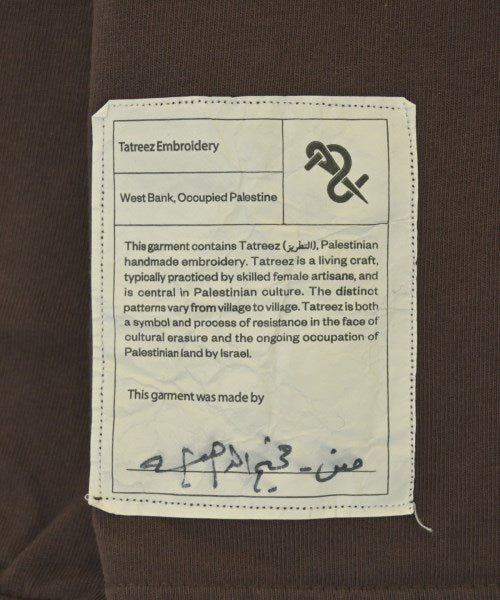 Tatreez Embroidery
West Bank, Occupied Palestine
This garment contains Tatreez (التطريز), Palestinian
handmade embroidery. Tatreez is a living craft,
typically practiced by skilled female artisans, and
is central in Palestinian culture. The distinct
patterns vary from village to village. Tatreez is both
a symbol and process of resistance in the face of
cultural erasure and the ongoing occupation of
Palestinian land by Israel.
This garment was made by